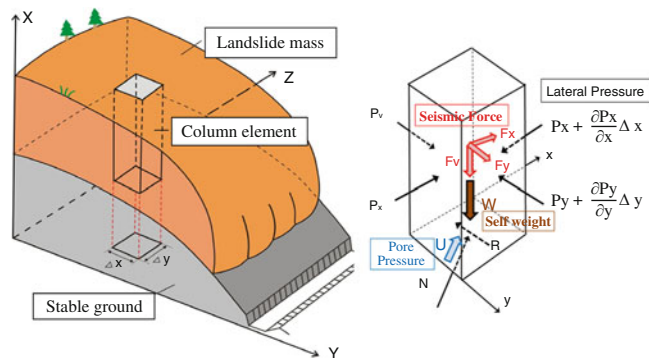 X
Landslide mass
Z
Column element
Δ x
Δ y
Stable ground
Y
Lateral Pressure
Seismic Force
Pv
Fx
Px + ∂Px/∂x Δ x
Fv
Fy
x
Px
W
Py + ∂Py/∂y Δ y
Self weight
Pore
Pressure
U
R
N
y